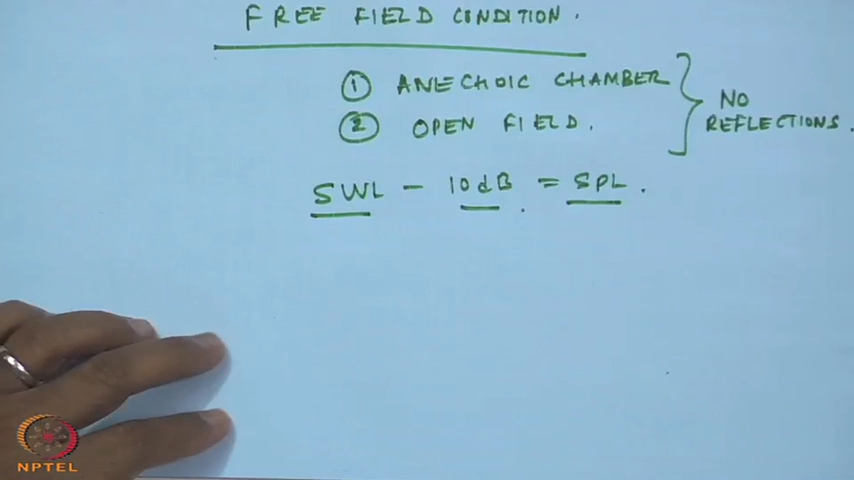 FREE FIELD CONDITION.
① ANECHOIC CHAMBER
② OPEN FIELD.
NO
REFLECTIONS.
SWL - 10dB = SPL.
NPTEL